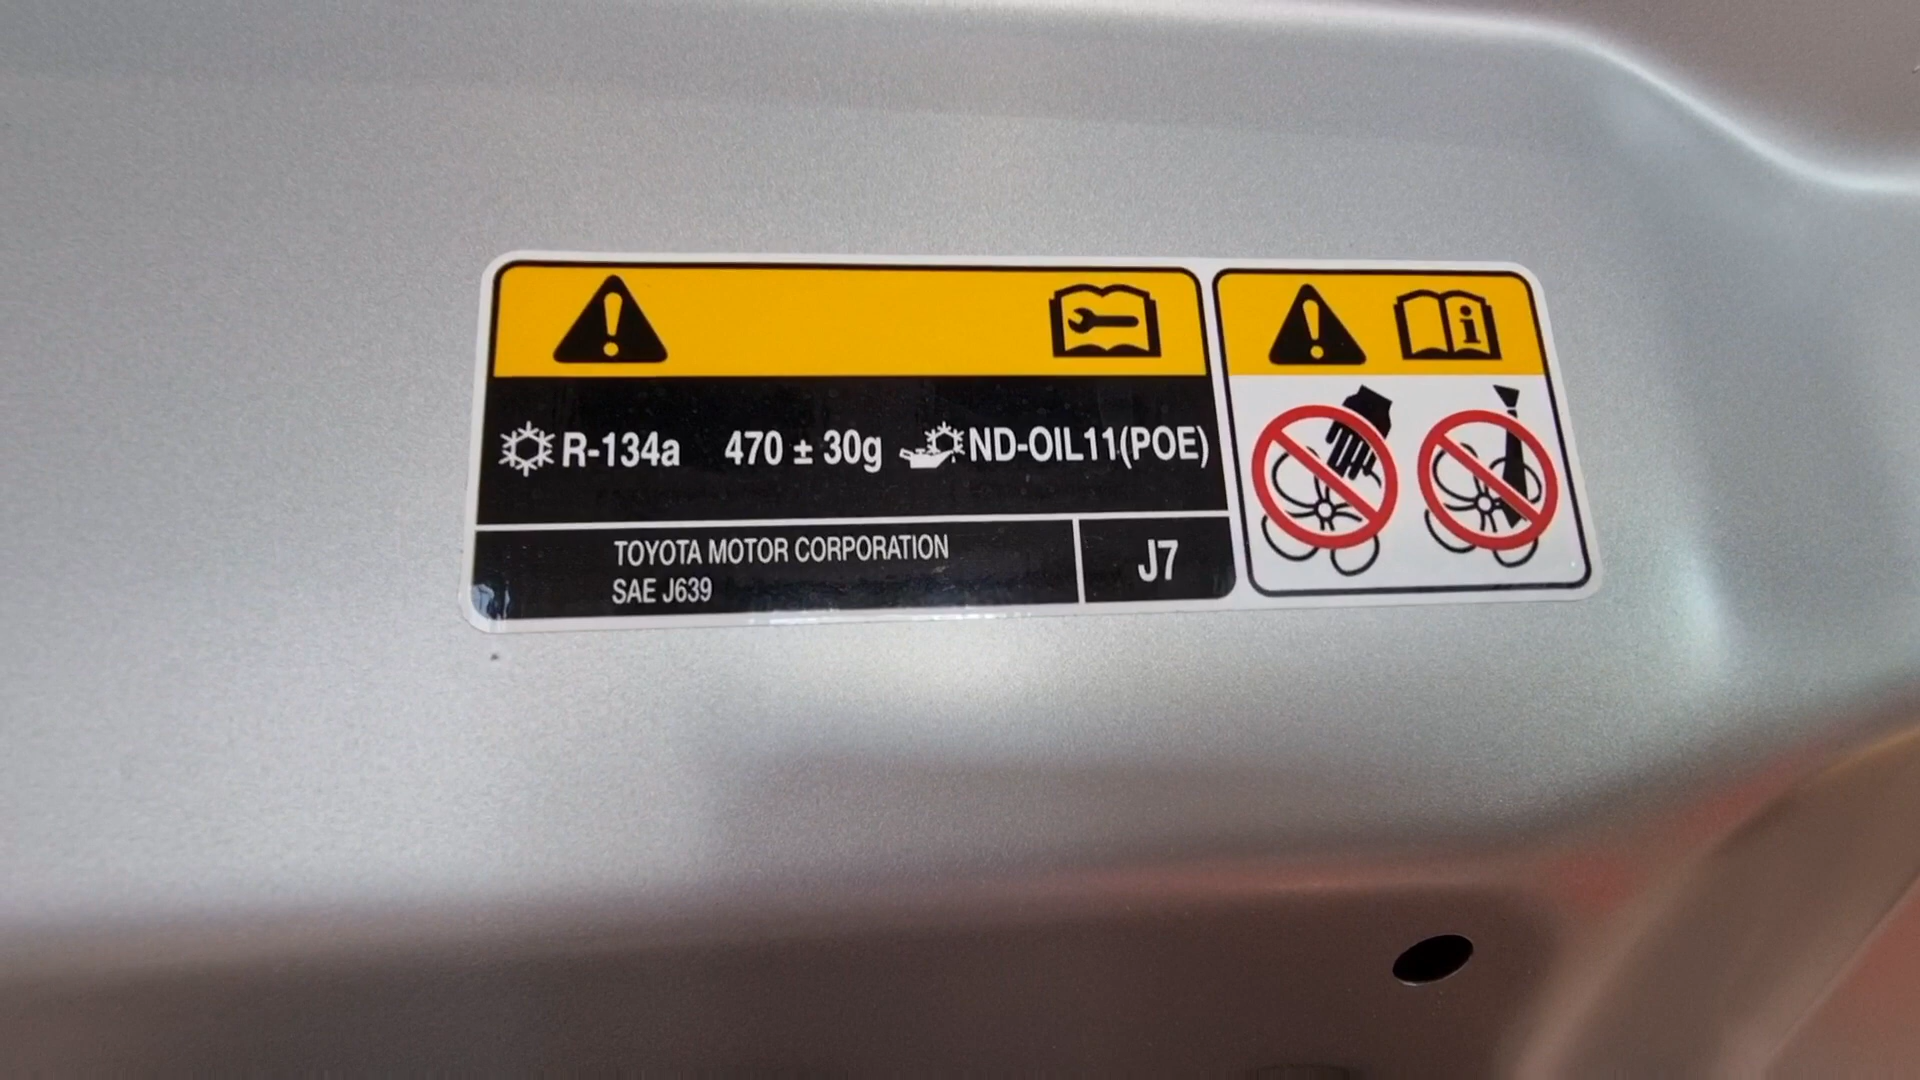 R-134a 470 ± 30g ND-OIL11(POE)
TOYOTA MOTOR CORPORATION
SAE J639
J7